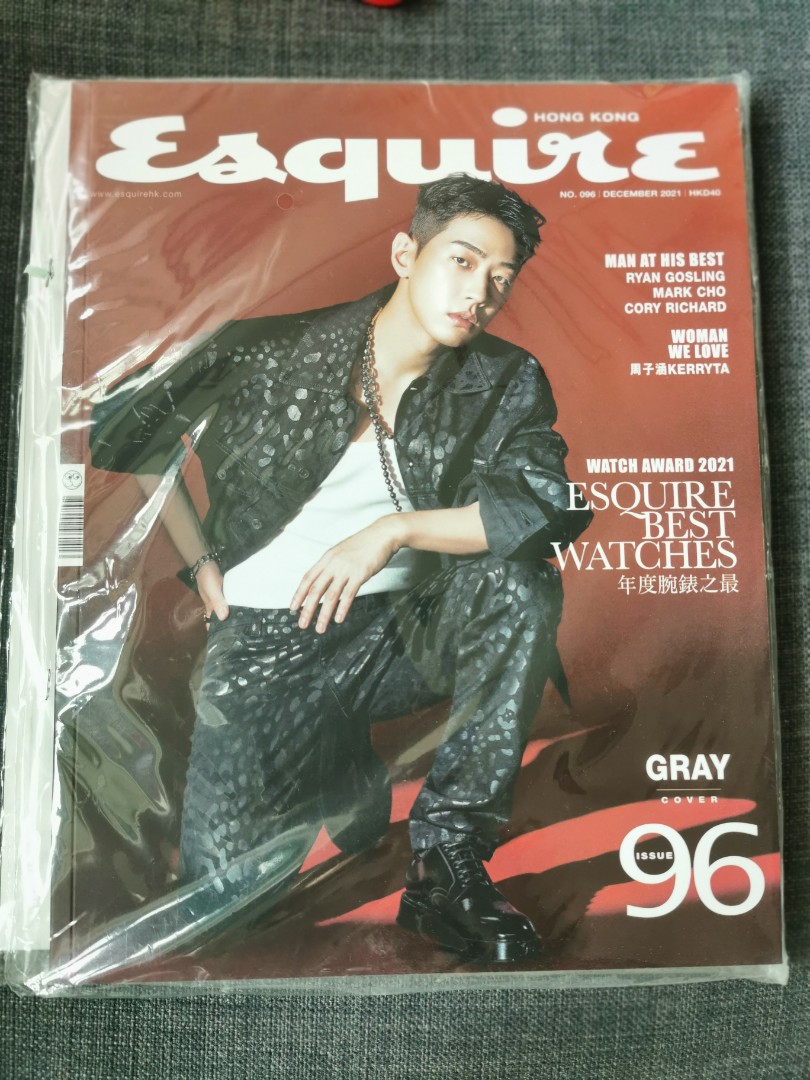 HONG KONG
Esquire
www.esquirehk.com
NO. 096 | DECEMBER 2021 | HKD40
MAN AT HIS BEST
RYAN GOSLING
MARK CHO
CORY RICHARD
WOMAN
WE LOVE
周子涵KERRYTA
WATCH AWARD 2021
ESQUIRE
BEST
WATCHES
年度腕錶之最
GRAY
COVER
ISSUE
96